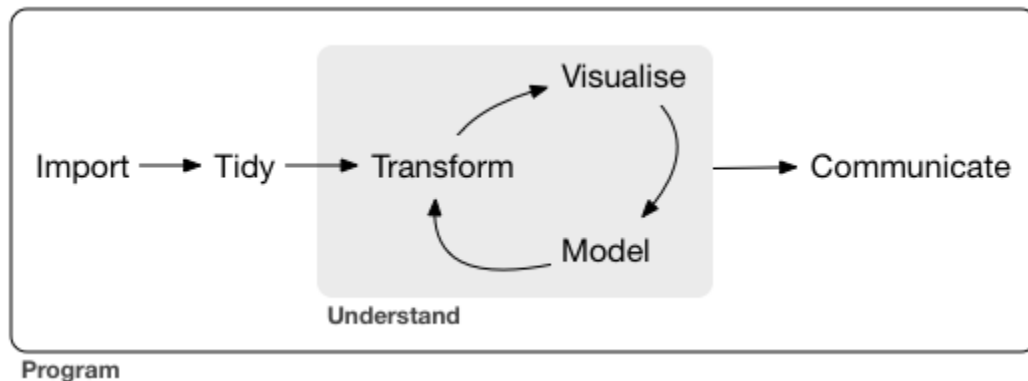 Visualise
Import Tidy Transform Communicate
Model
Understand
Program